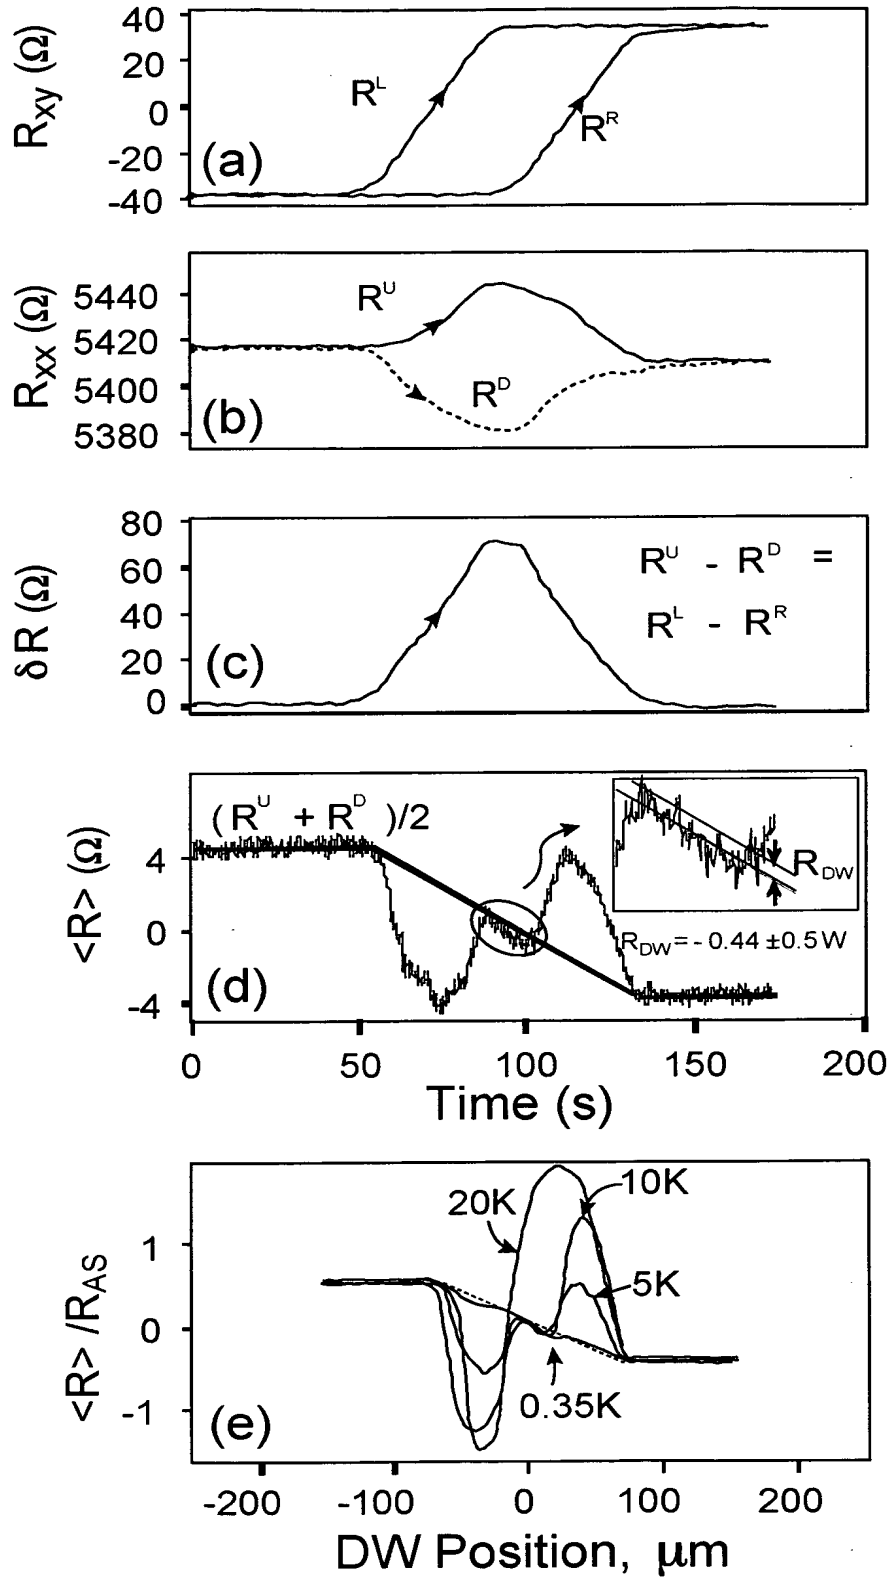 40
20
0
-20
-40
Rxy (Ω)
R^L
R^R
(a)
5440
5420
5400
5380
Rxx (Ω)
R^U
R^D
(b)
80
60
40
20
0
δR (Ω)
R^U - R^D =
R^L - R^R
(c)
4
0
-4
<R> (Ω)
(R^U + R^D)/2
R_DW
R_DW = - 0.44 ±0.5 W
(d)
0 50 100 150 200
Time (s)
1
0
-1
<R> /R_AS
20K
10K
5K
0.35K
(e)
-200 -100 0 100 200
DW Position, μm